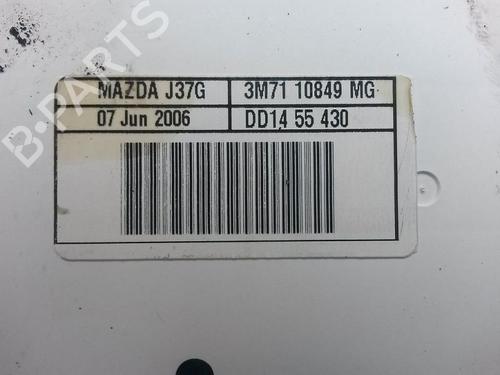 MAZDA J37G 3M71 10849 MG
07 Jun 2006 DD14 55 430
B-PARTS